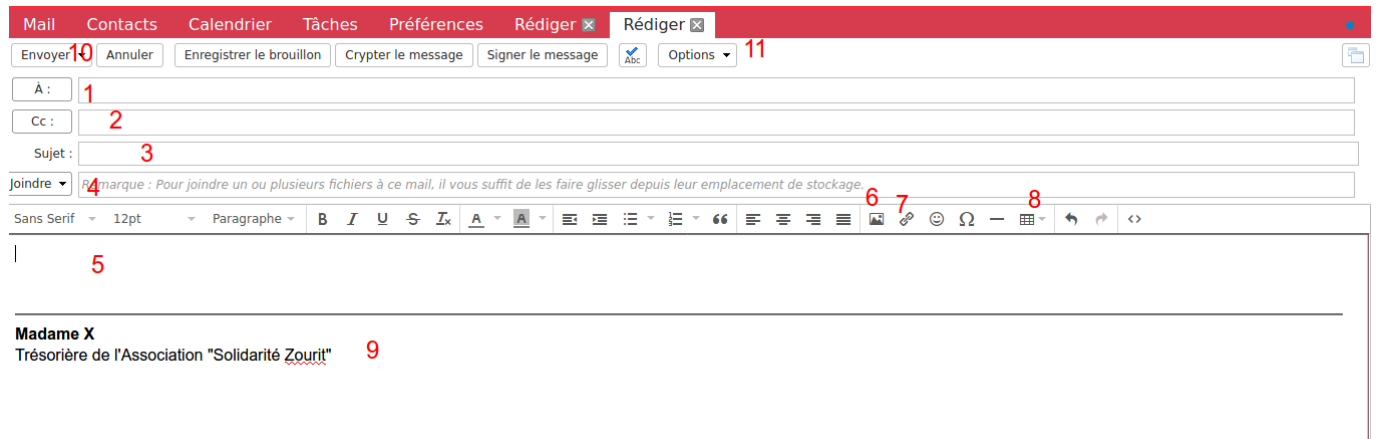 Mail Contacts Calendrier Tâches Préférences Rédiger Rédiger
Envoyer 10 Annuler Enregistrer le brouillon Crypter le message Signer le message Abc Options 11
À : 1
Cc : 2
Sujet : 3
Joindre 4 Remarque : Pour joindre un ou plusieurs fichiers à ce mail, il vous suffit de les faire glisser depuis leur emplacement de stockage.
6 7 8
Sans Serif 12pt Paragraphe B I U S Ix A A “ Ω <>
5
Madame X
Trésorière de l'Association "Solidarité Zourit" 9